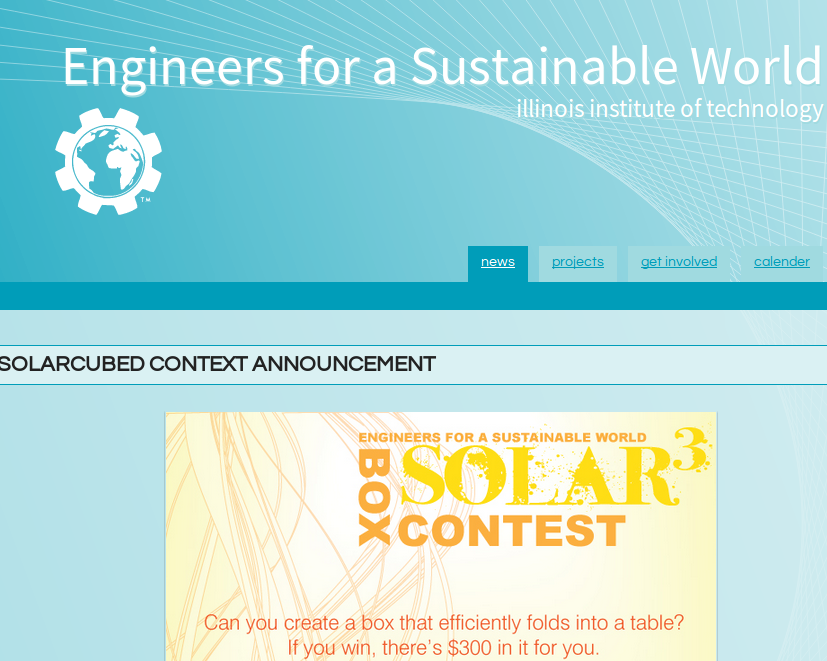 Engineers for a Sustainable World
illinois institute of technology
TM
news projects get involved calender
SOLARCUBED CONTEXT ANNOUNCEMENT
ENGINEERS FOR A SUSTAINABLE WORLD
BOX
SOLAR3
CONTEST
Can you create a box that efficiently folds into a table?
If you win, there's $300 in it for you.